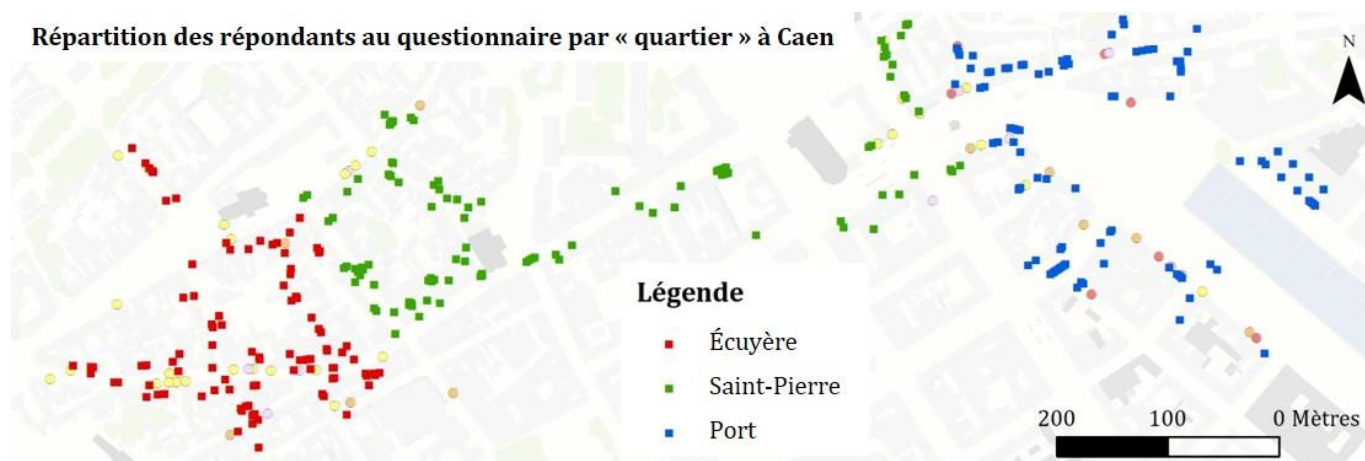 Répartition des répondants au questionnaire par « quartier » à Caen
N
Légende
Écuyère
Saint-Pierre
Port
200 100 0 Mètres